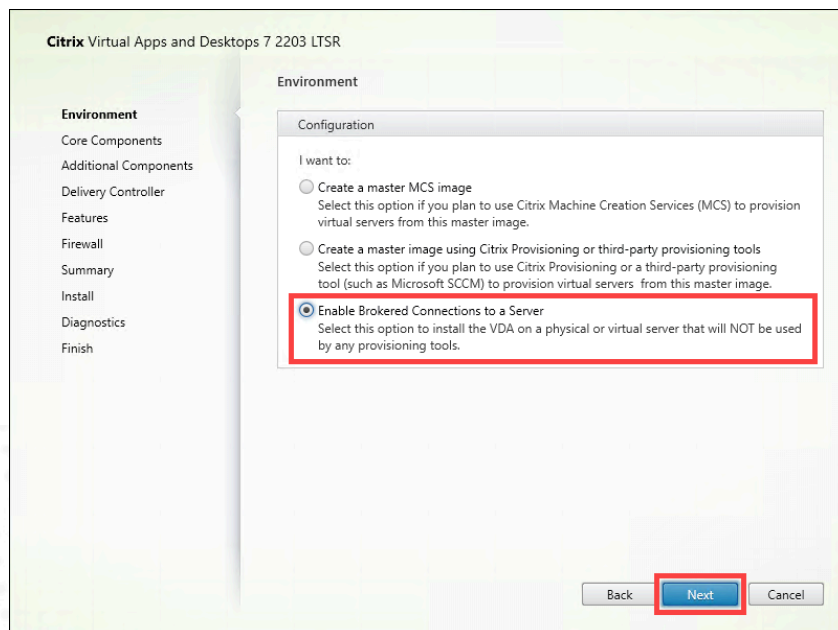 Citrix Virtual Apps and Desktops 7 2203 LTSR
Environment
Core Components
Additional Components
Delivery Controller
Features
Firewall
Summary
Install
Diagnostics
Finish
Environment
Configuration
I want to:
Create a master MCS image
Select this option if you plan to use Citrix Machine Creation Services (MCS) to provision
virtual servers from this master image.
Create a master image using Citrix Provisioning or third-party provisioning tools
Select this option if you plan to use Citrix Provisioning or a third-party provisioning
tool (such as Microsoft SCCM) to provision virtual servers from this master image.
Enable Brokered Connections to a Server
Select this option to install the VDA on a physical or virtual server that will NOT be used
by any provisioning tools.
Back
Next
Cancel